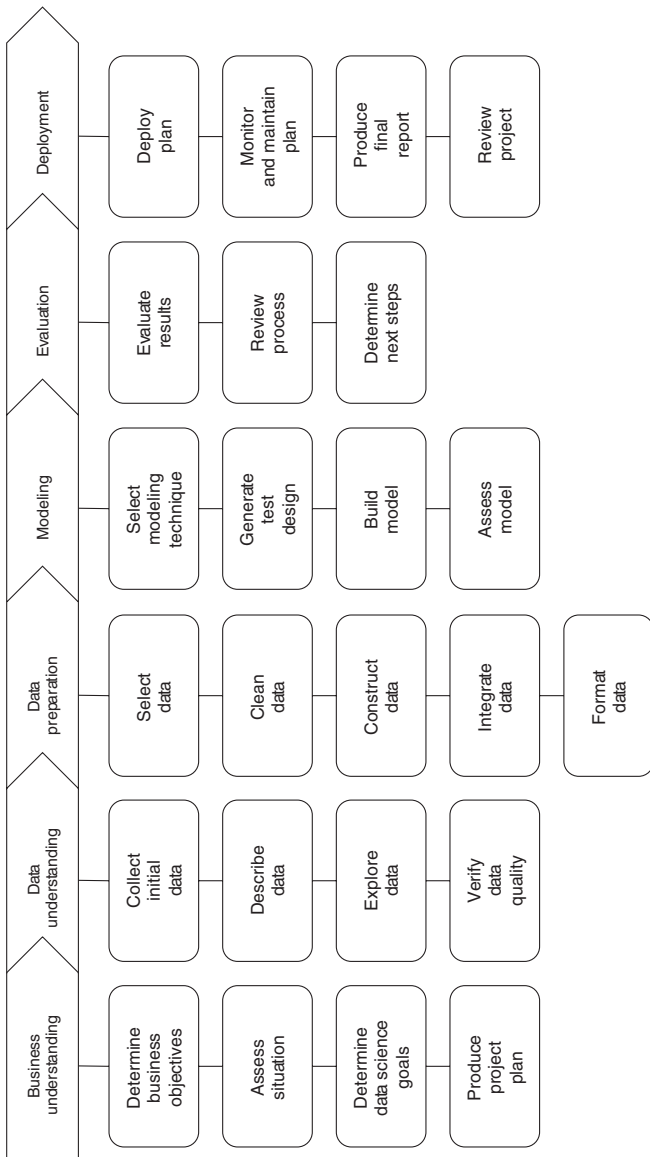 Business
understanding
Data
understanding
Data
preparation
Modeling
Evaluation
Deployment
Determine
business
objectives
Assess
situation
Determine
data science
goals
Produce
project
plan
Collect
initial
data
Describe
data
Explore
data
Verify
data
quality
Select
data
Clean
data
Construct
data
Integrate
data
Format
data
Select
modeling
technique
Generate
test
design
Build
model
Assess
model
Evaluate
results
Review
process
Determine
next steps
Deploy
plan
Monitor
and maintain
plan
Produce
final
report
Review
project